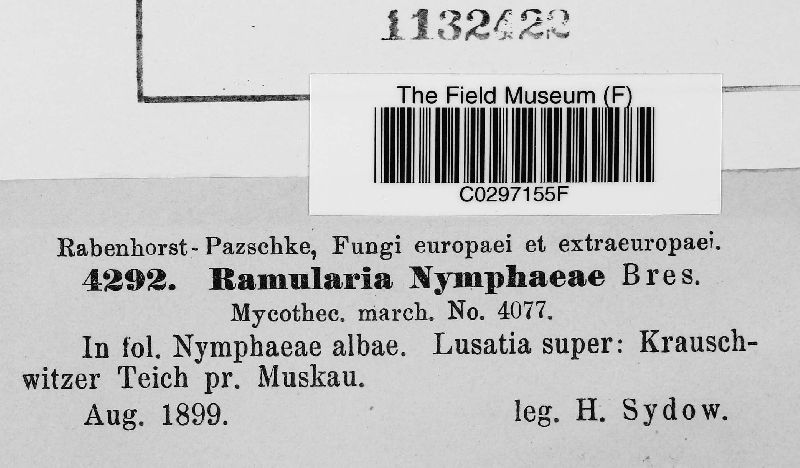 1132422
The Field Museum (F)
C0297155F
Rabenhorst-Pazschke, Fungi europaei et extraeuropaei.
4292. Ramularia Nymphaeae Bres.
Mycothec. march. No. 4077.
In fol. Nymphaeae albae. Lusatia super: Krausch-
witzer Teich pr. Muskau.
Aug. 1899. leg. H. Sydow.